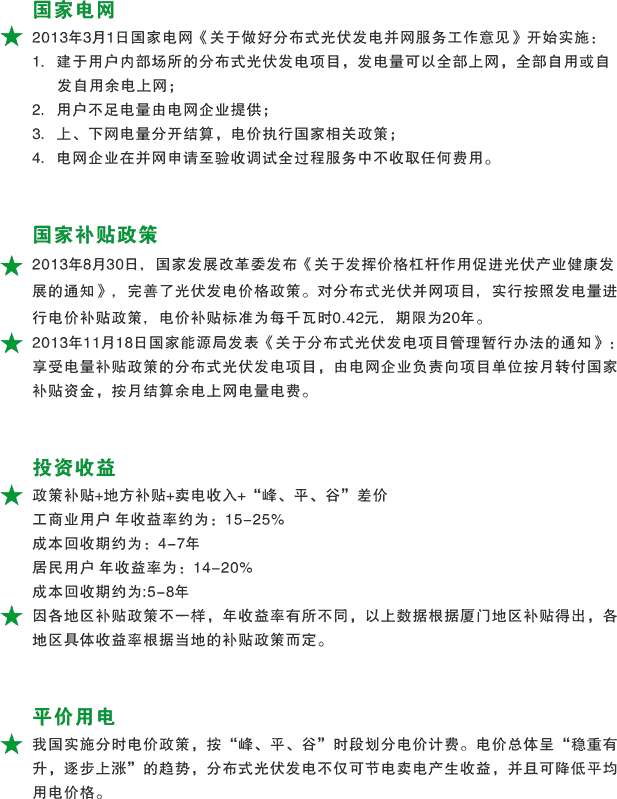 国家电网
2013年3月1日国家电网《关于做好分布式光伏发电并网服务工作意见》开始实施：
1. 建于用户内部场所的分布式光伏发电项目，发电量可以全部上网，全部自用或自
发自用余电上网；
2. 用户不足电量由电网企业提供；
3. 上、下网电量分开结算，电价执行国家相关政策；
4. 电网企业在并网申请至验收调试全过程服务中不收取任何费用。
国家补贴政策
2013年8月30日，国家发展改革委发布《关于发挥价格杠杆作用促进光伏产业健康发
展的通知》，完善了光伏发电价格政策。对分布式光伏并网项目，实行按照发电量进
行电价补贴政策，电价补贴标准为每千瓦时0.42元，期限为20年。
2013年11月18日国家能源局发表《关于分布式光伏发电项目管理暂行办法的通知》：
享受电量补贴政策的分布式光伏发电项目，由电网企业负责向项目单位按月转付国家
补贴资金，按月结算余电上网电量电费。
投资收益
政策补贴+地方补贴+卖电收入+“峰、平、谷”差价
工商业用户 年收益率约为：15-25%
成本回收期约为：4-7年
居民用户 年收益率为：14-20%
成本回收期约为:5-8年
因各地区补贴政策不一样，年收益率有所不同，以上数据根据厦门地区补贴得出，各
地区具体收益率根据当地的补贴政策而定。
平价用电
我国实施分时电价政策，按“峰、平、谷”时段划分电价计费。电价总体呈“稳重有
升，逐步上涨”的趋势，分布式光伏发电不仅可节电卖电产生收益，并且可降低平均
用电价格。